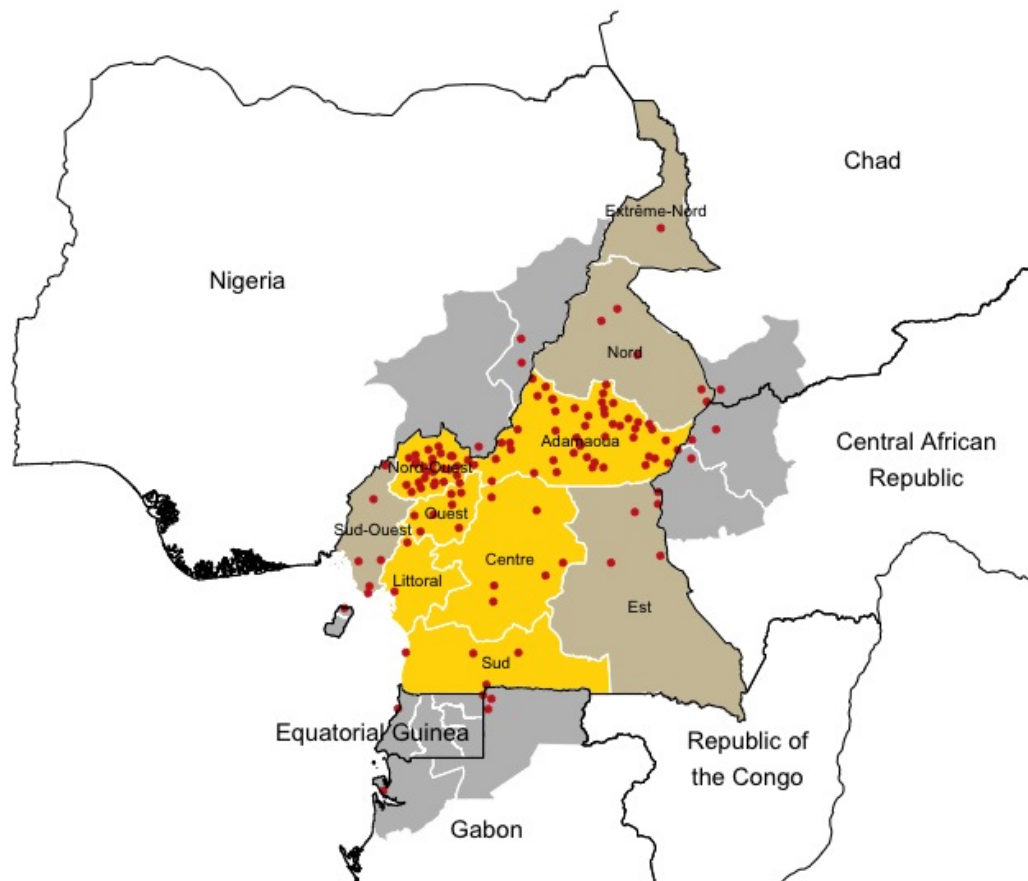 Chad
Extrême-Nord
Nigeria
Nord
Adamaoua
Central African
Republic
Nord-Ouest
Ouest
Sud-Ouest
Centre
Littoral
Est
Sud
Equatorial Guinea
Republic of
the Congo
Gabon